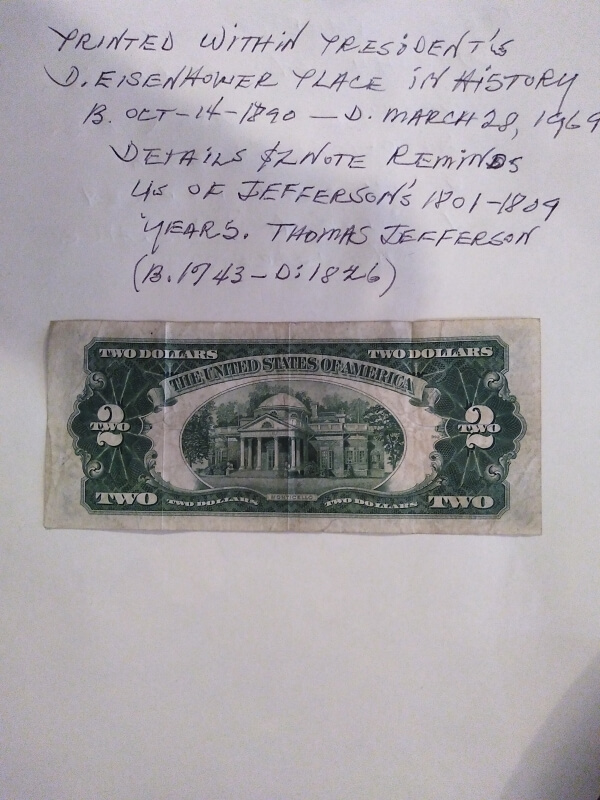 PRINTED WITHIN PRESIDENT'S
D. EISENHOWER PLACE IN HISTORY
B. OCT-14-1890 — D. MARCH 28, 1969
DETAILS $2 NOTE REMINDS
US OF JEFFERSON'S 1801-1809
YEARS. THOMAS JEFFERSON
(B. 1743 - D: 1826)
TWO DOLLARS TWO DOLLARS
THE UNITED STATES OF AMERICA
2 2
TWO TWO
MONTICELLO
TWO TWO DOLLARS TWO DOLLARS TWO